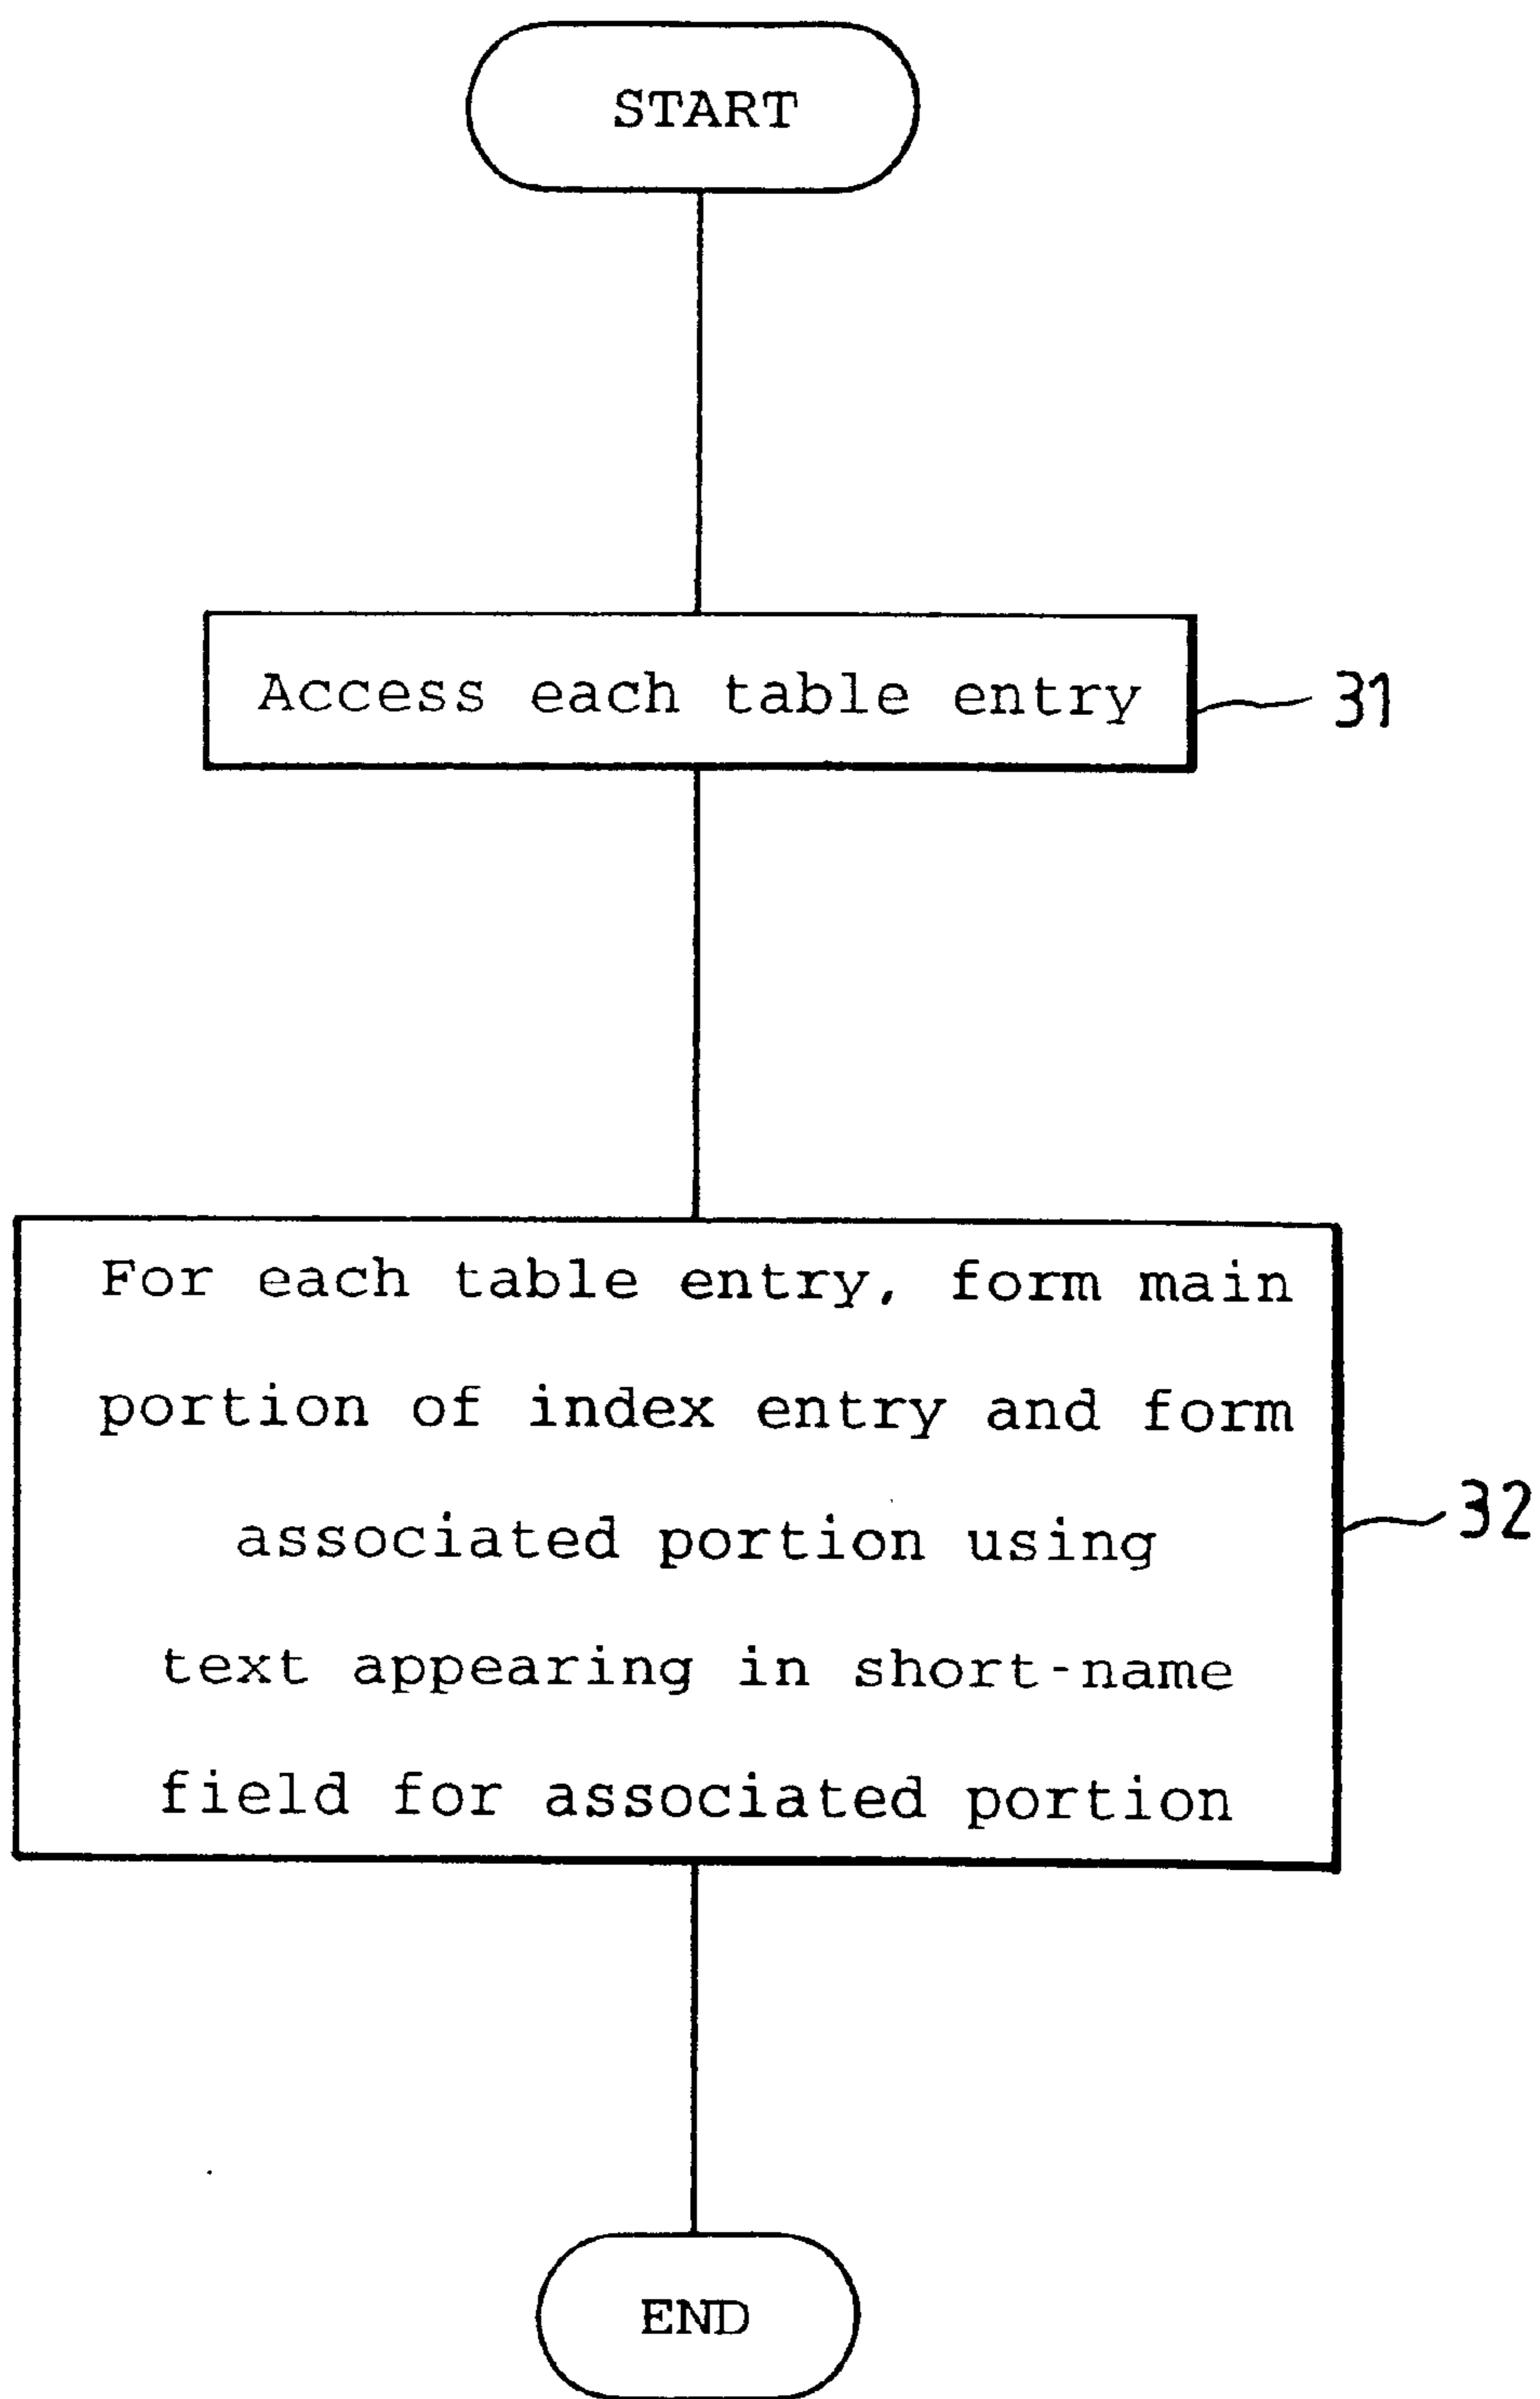 START
Access each table entry
31
For each table entry, form main
portion of index entry and form
associated portion using
text appearing in short-name
field for associated portion
32
END